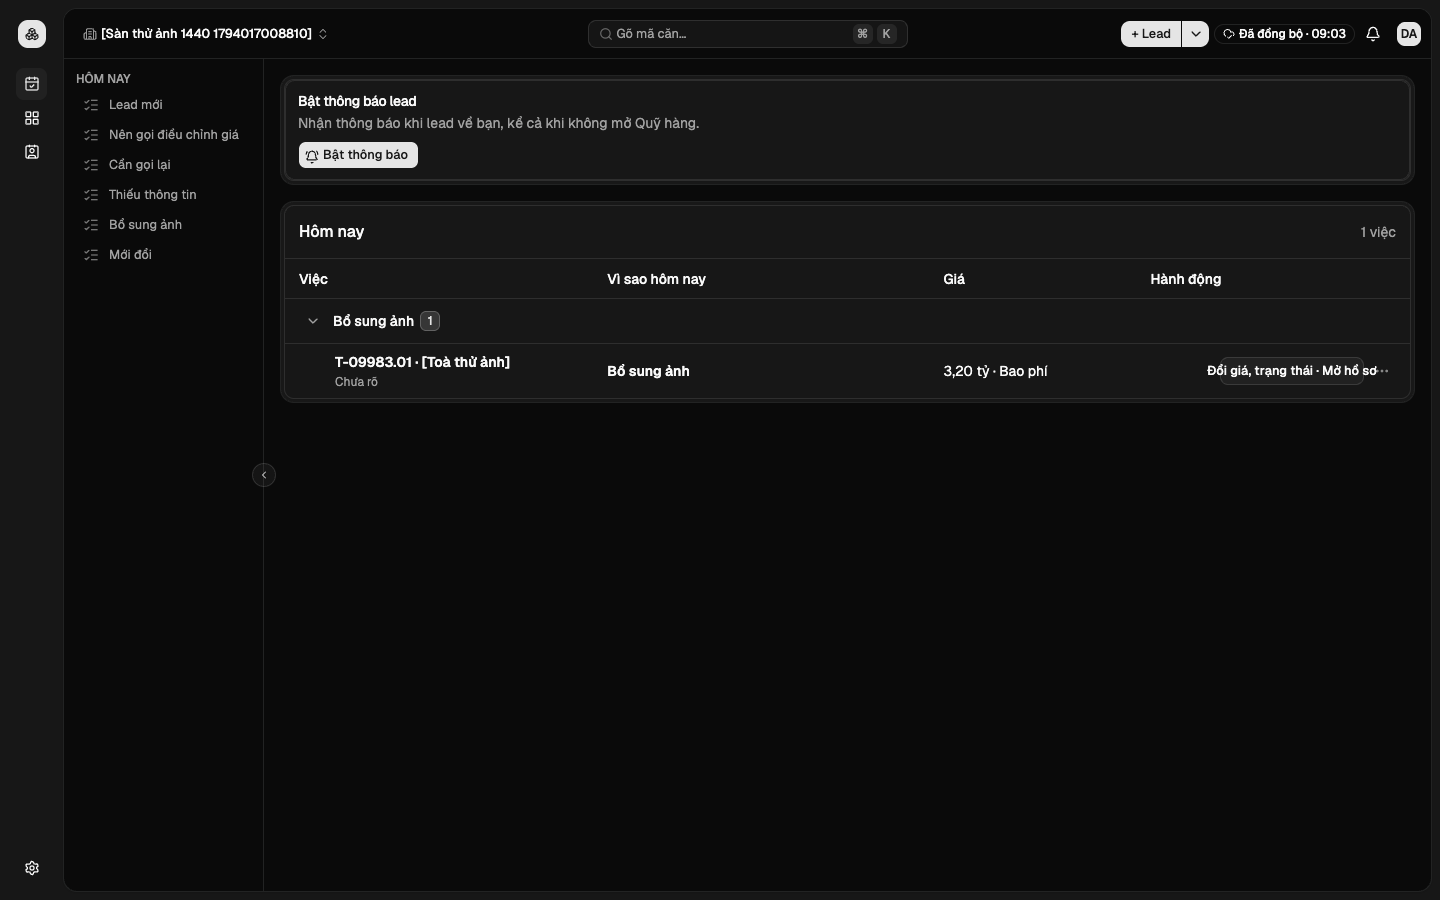 [Sàn thử ảnh 1440 1794017008810]
Gõ mã căn...
⌘ K
+ Lead
Đã đồng bộ · 09:03
DA
HÔM NAY
Lead mới
Nên gọi điều chỉnh giá
Cần gọi lại
Thiếu thông tin
Bổ sung ảnh
Mới đổi
Bật thông báo lead
Nhận thông báo khi lead về bạn, kể cả khi không mở Quỹ hàng.
Bật thông báo
Hôm nay
1 việc
Việc
Vì sao hôm nay
Giá
Hành động
Bổ sung ảnh 1
T-09983.01 · [Toà thử ảnh]
Chưa rõ
Bổ sung ảnh
3,20 tỷ · Bao phí
Đổi giá, trạng thái · Mở hồ sơ